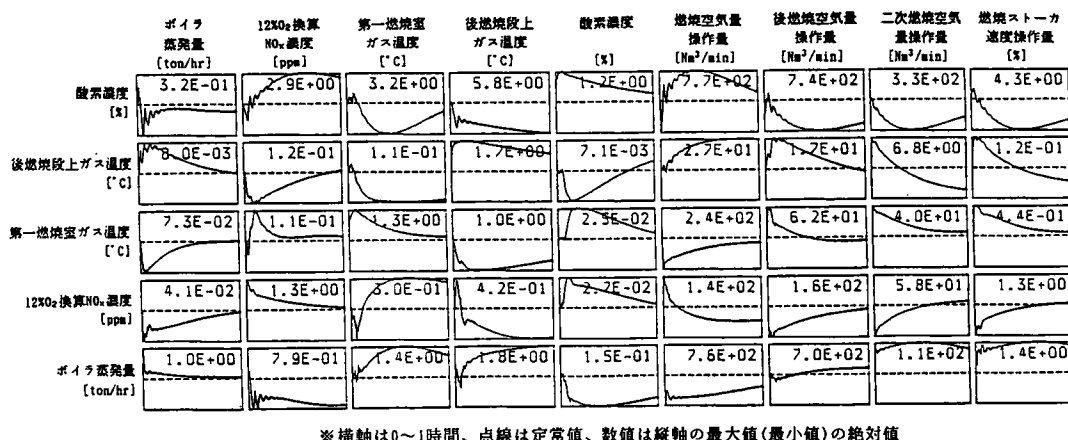 ボイラ 12%O₂換算 第一燃焼室 後燃焼段上 酸素濃度 燃焼空気量 後燃焼空気量 二次燃焼空気 燃焼ストーカ
蒸発量 NOx濃度 ガス温度 ガス温度 操作量 操作量 量操作量 速度操作量
[ton/hr] [ppm] [°C] [°C] [%] [Nm³/min] [Nm³/min] [Nm³/min] [%]
酸素濃度 3.2E-01 2.9E+00 3.2E+00 5.8E+00 1.2E+00 7.7E+02 7.4E+02 3.3E+02 4.3E+00
[%]
後燃焼段上ガス温度 8.0E-03 1.2E-01 1.1E-01 1.7E+00 7.1E-03 2.7E+01 1.7E+01 6.8E+00 1.2E-01
[°C]
第一燃焼室ガス温度 7.3E-02 1.1E-01 1.3E+00 1.0E+00 2.5E-02 2.4E+02 6.2E+01 4.0E+01 4.4E-01
[°C]
12%O₂換算NOx濃度 4.1E-02 1.3E+00 3.0E-01 4.2E-01 2.2E-02 1.4E+02 1.6E+02 5.8E+01 1.3E+00
[ppm]
ボイラ蒸発量 1.0E+00 7.9E-01 1.4E+00 1.8E+00 1.5E-01 7.6E+02 7.0E+02 1.1E+02 1.4E+00
[ton/hr]
※横軸は0～1時間、点線は定常値、数値は縦軸の最大値(最小値)の絶対値